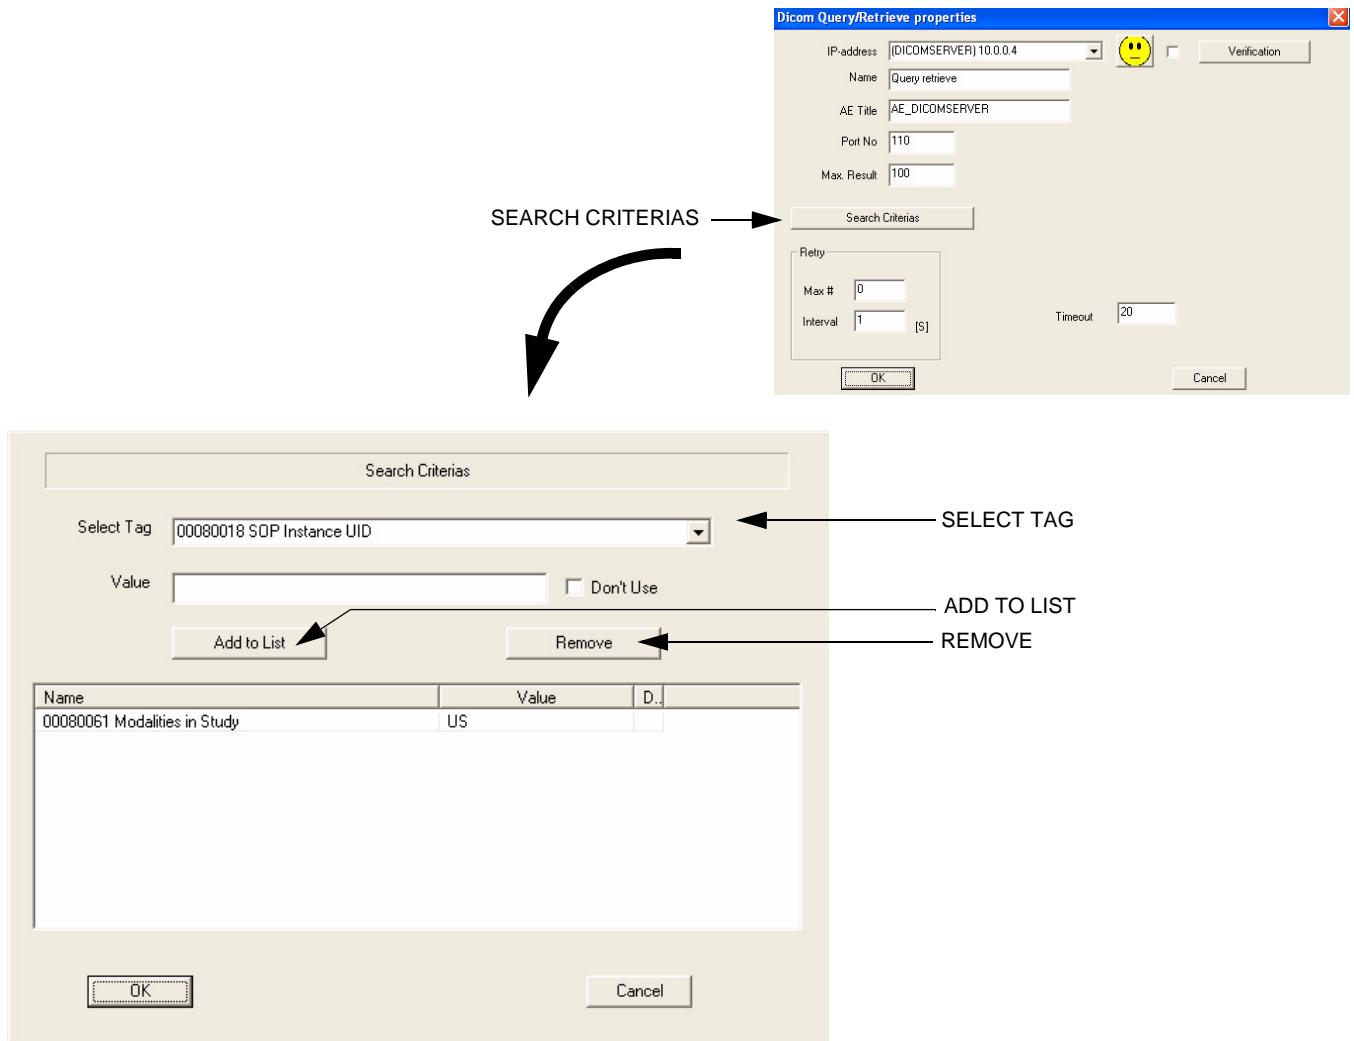 Dicom Query/Retrieve properties
IP-address (DICOMSERVER) 10.0.0.4 Verification
Name Query retrieve
AE Title AE_DICOMSERVER
Port No 110
Max. Result 100
SEARCH CRITERIAS Search Criterias
Retry
Max # 0
Interval 1 [S]
Timeout 20
OK Cancel
Search Criterias
Select Tag 00080018 SOP Instance UID SELECT TAG
Value Don't Use
ADD TO LIST
Add to List Remove REMOVE
Name Value D..
00080061 Modalities in Study US
OK Cancel